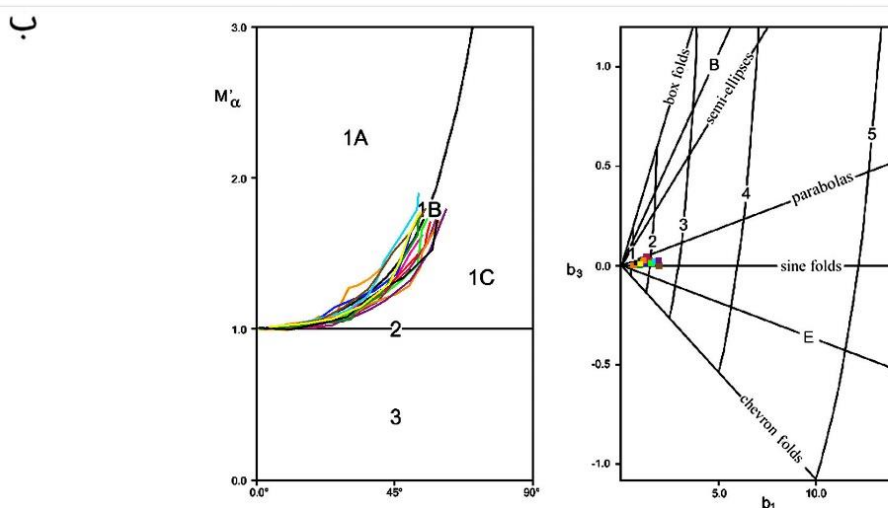 ب
3.0
M'α
2.0
1.0
0.0
1A
1B
1C
2
3
0.0°
45°
90°
1.0
0.5
0.0
-0.5
-1.0
b3
box folds
B
semi-ellipses
5
4
3
2
parabolas
sine folds
E
chevron folds
5.0
10.0
b1